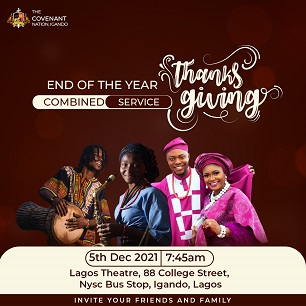 THE
COVENANT
NATION, IGANDO
END OF THE YEAR
COMBINED SERVICE
Thanks
giving
5th Dec 2021 7:45am
Lagos Theatre, 88 College Street,
Nysc Bus Stop, Igando, Lagos
INVITE YOUR FRIENDS AND FAMILY